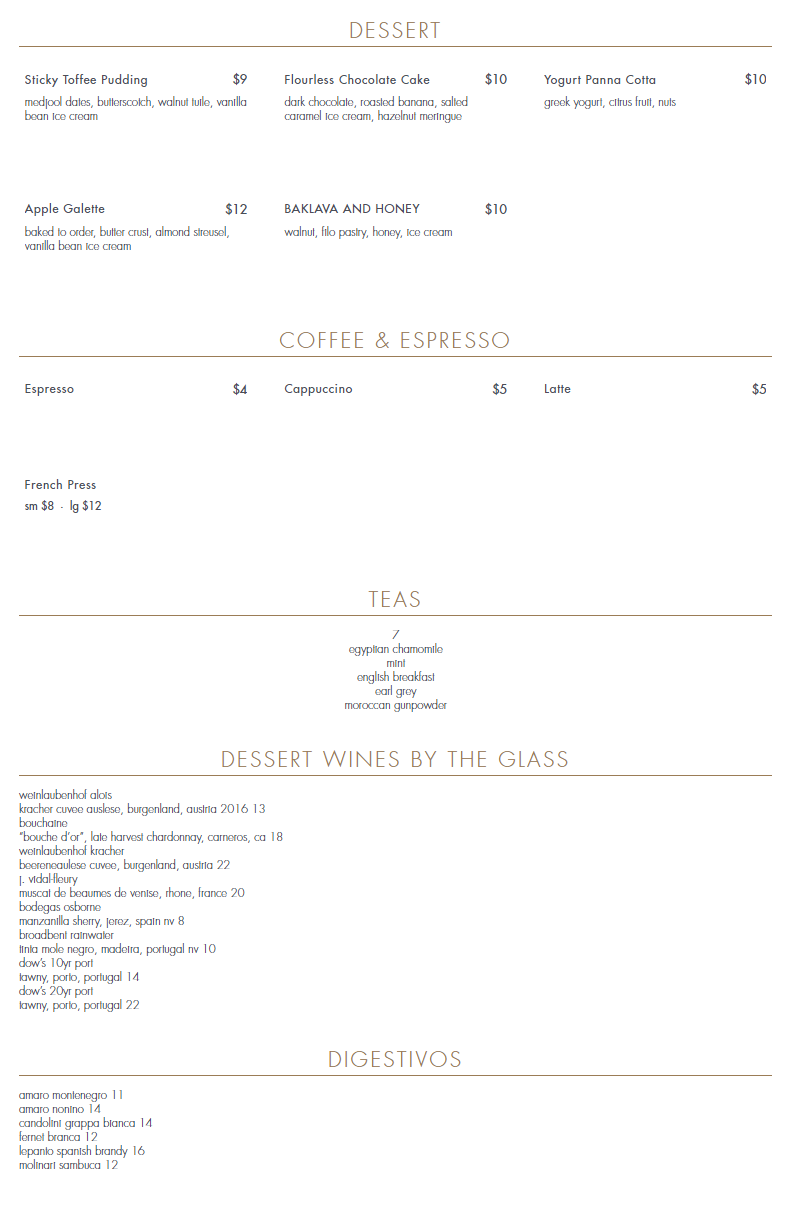 DESSERT
Sticky Toffee Pudding $9
medjool dates, butterscotch, walnut tuile, vanilla
bean ice cream
Flourless Chocolate Cake $10
dark chocolate, roasted banana, salted
caramel ice cream, hazelnut meringue
Yogurt Panna Cotta $10
greek yogurt, citrus fruit, nuts
Apple Galette $12
baked to order, butter crust, almond streusel,
vanilla bean ice cream
BAKLAVA AND HONEY $10
walnut, filo pastry, honey, ice cream
COFFEE & ESPRESSO
Espresso $4
Cappuccino $5
Latte $5
French Press
sm $8 · lg $12
TEAS
7
egyptian chamomile
mint
english breakfast
earl grey
moroccan gunpowder
DESSERT WINES BY THE GLASS
weinlaubenhof alois
kracher cuvee auslese, burgenland, austria 2016 13
bouchaine
"bouche d'or", late harvest chardonnay, carneros, ca 18
weinlaubenhof kracher
beereneaulese cuvee, burgenland, austria 22
j. vidal-fleury
muscat de beaumes de venise, rhone, france 20
bodegas osborne
manzanilla sherry, jerez, spain nv 8
broadbent rainwater
tinta mole negro, madeira, portugal nv 10
dow's 10yr port
tawny, porto, portugal 14
dow's 20yr port
tawny, porto, portugal 22
DIGESTIVOS
amaro montenegro 11
amaro nonino 14
candolini grappa bianca 14
fernet branca 12
lepanto spanish brandy 16
molinari sambuca 12